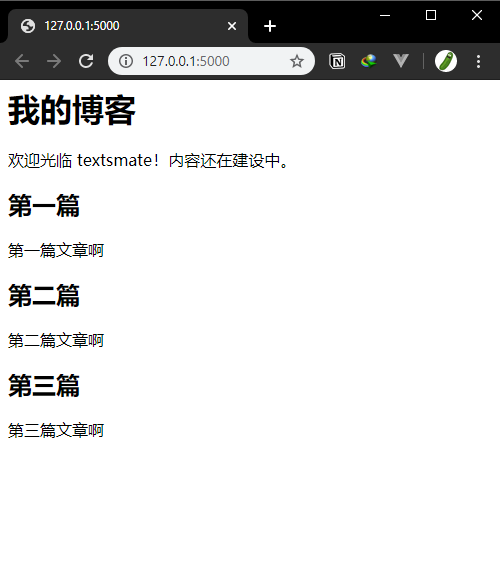 127.0.0.1:5000
127.0.0.1:5000
我的博客
欢迎光临 textsmate！内容还在建设中。
第一篇
第一篇文章啊
第二篇
第二篇文章啊
第三篇
第三篇文章啊